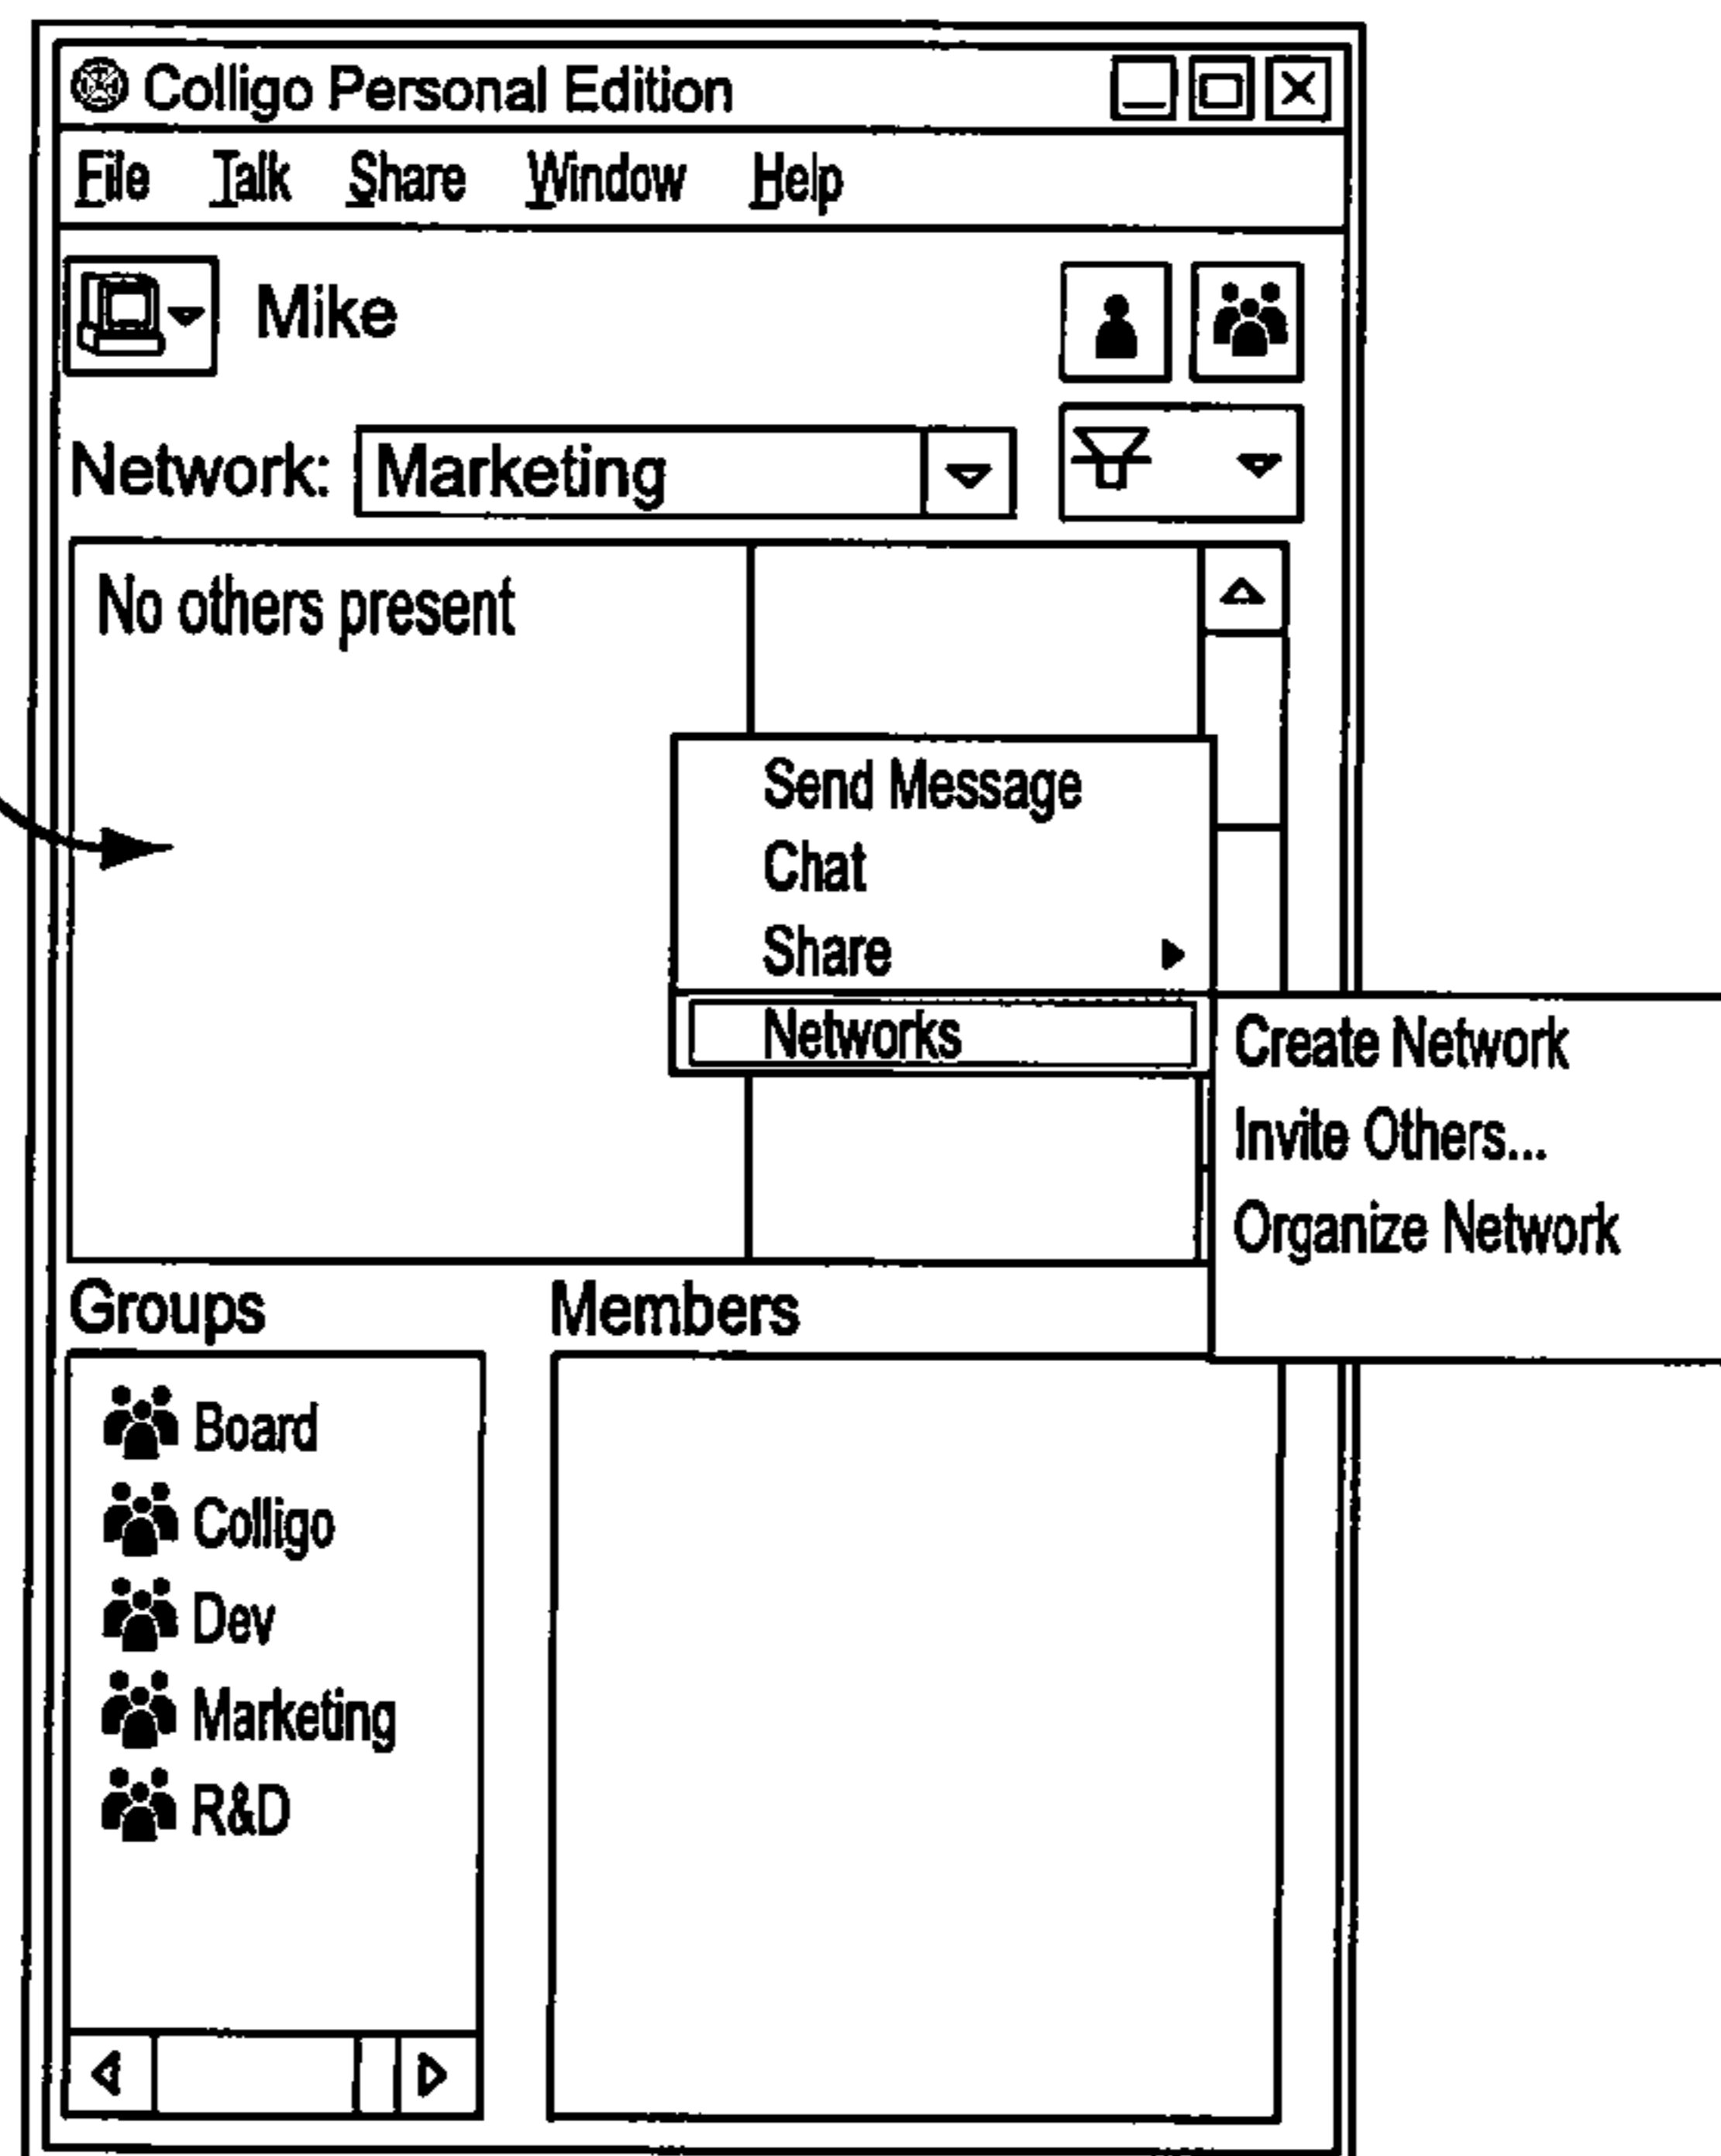 Colligo Personal Edition
File Talk Share Window Help
Mike
Network: Marketing
No others present
Send Message
Chat
Share
Networks
Create Network
Invite Others...
Organize Network
Groups Members
Board
Colligo
Dev
Marketing
R&D